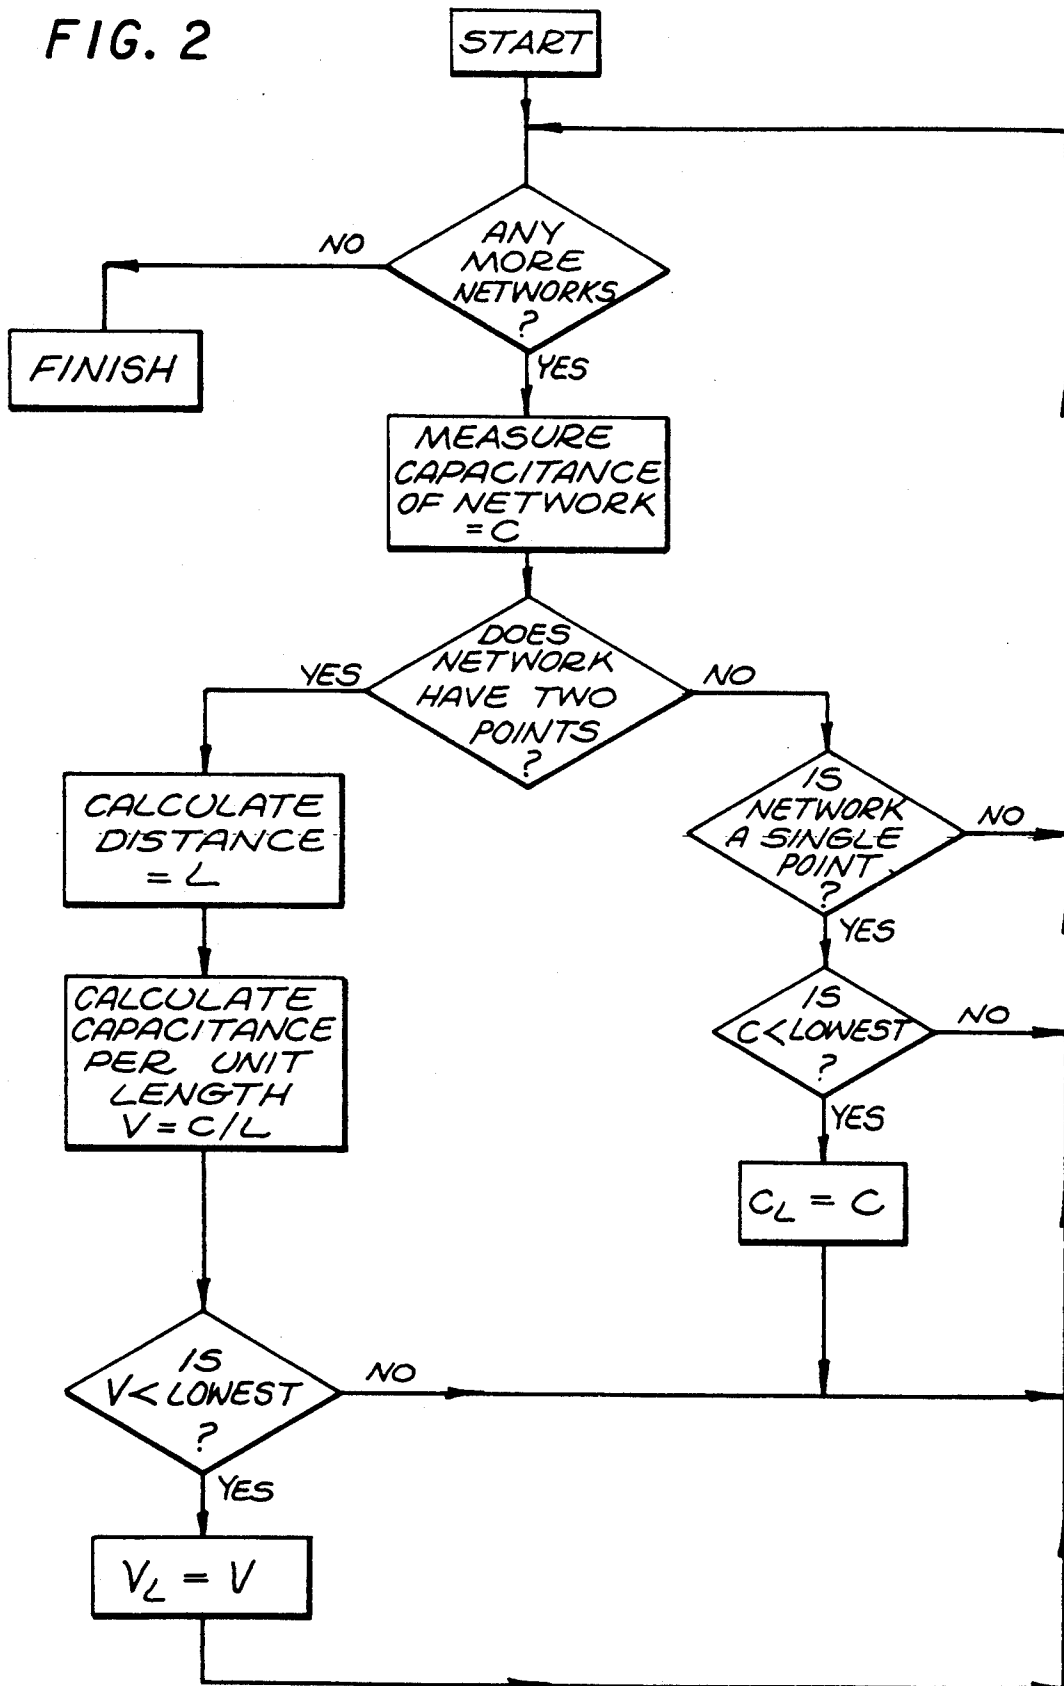 FIG. 2
START
ANY
MORE
NETWORKS
?
NO
FINISH
YES
MEASURE
CAPACITANCE
OF NETWORK
= C
DOES
NETWORK
HAVE TWO
POINTS
?
YES
NO
CALCULATE
DISTANCE
= L
IS
NETWORK
A SINGLE
POINT
?
NO
YES
CALCULATE
CAPACITANCE
PER UNIT
LENGTH
V = C/L
IS
C < LOWEST
?
NO
YES
C_L = C
IS
V < LOWEST
?
NO
YES
V_L = V